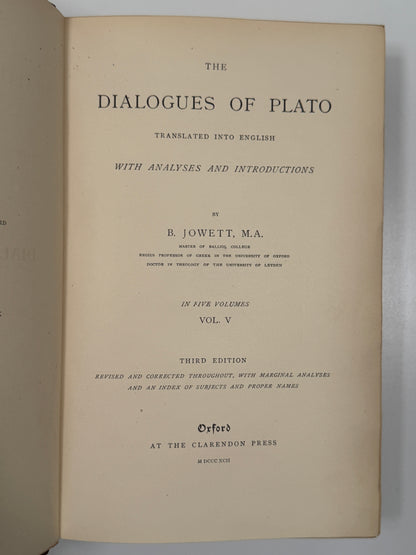 THE
DIALOGUES OF PLATO
TRANSLATED INTO ENGLISH
WITH ANALYSES AND INTRODUCTIONS
BY
B. JOWETT, M.A.
MASTER OF BALLIOL COLLEGE
REGIUS PROFESSOR OF GREEK IN THE UNIVERSITY OF OXFORD
DOCTOR IN THEOLOGY OF THE UNIVERSITY OF LEYDEN
IN FIVE VOLUMES
VOL. V
THIRD EDITION
REVISED AND CORRECTED THROUGHOUT, WITH MARGINAL ANALYSES
AND AN INDEX OF SUBJECTS AND PROPER NAMES
Oxford
AT THE CLARENDON PRESS
M DCCC XCII